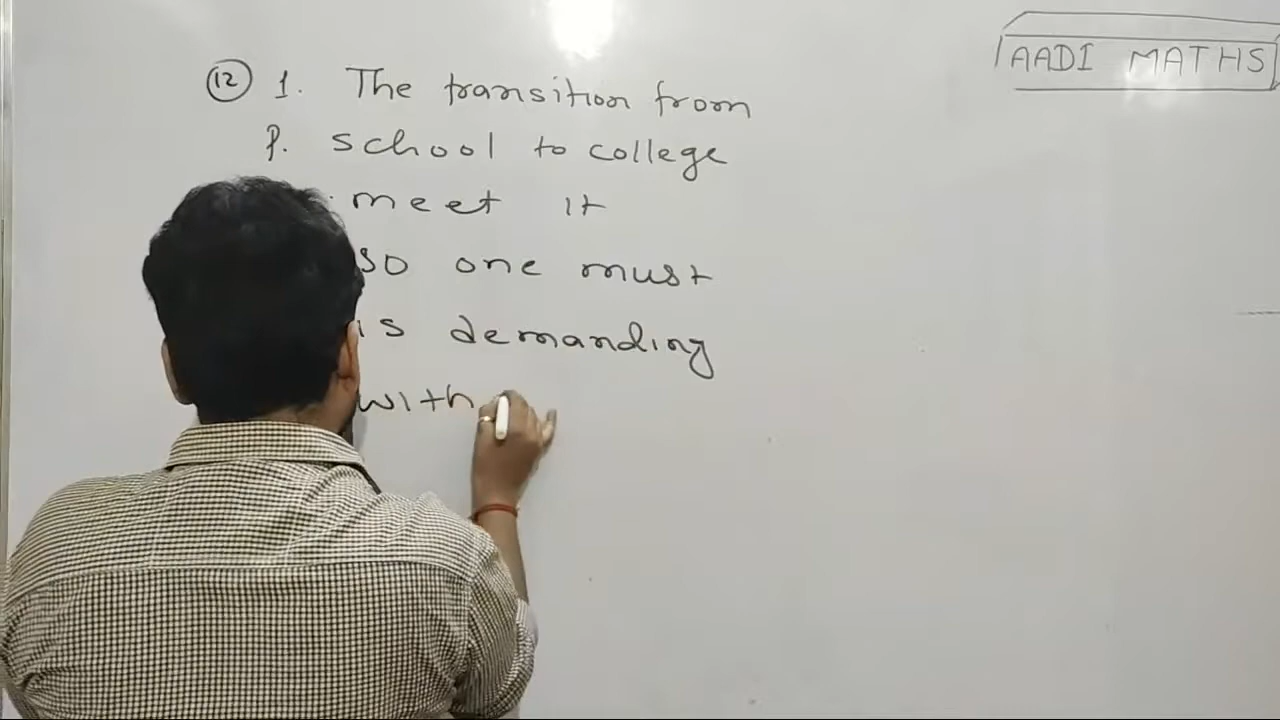 AADI MATHS
12 1. The transition from
P. school to college
meet it
so one must
is demanding
with